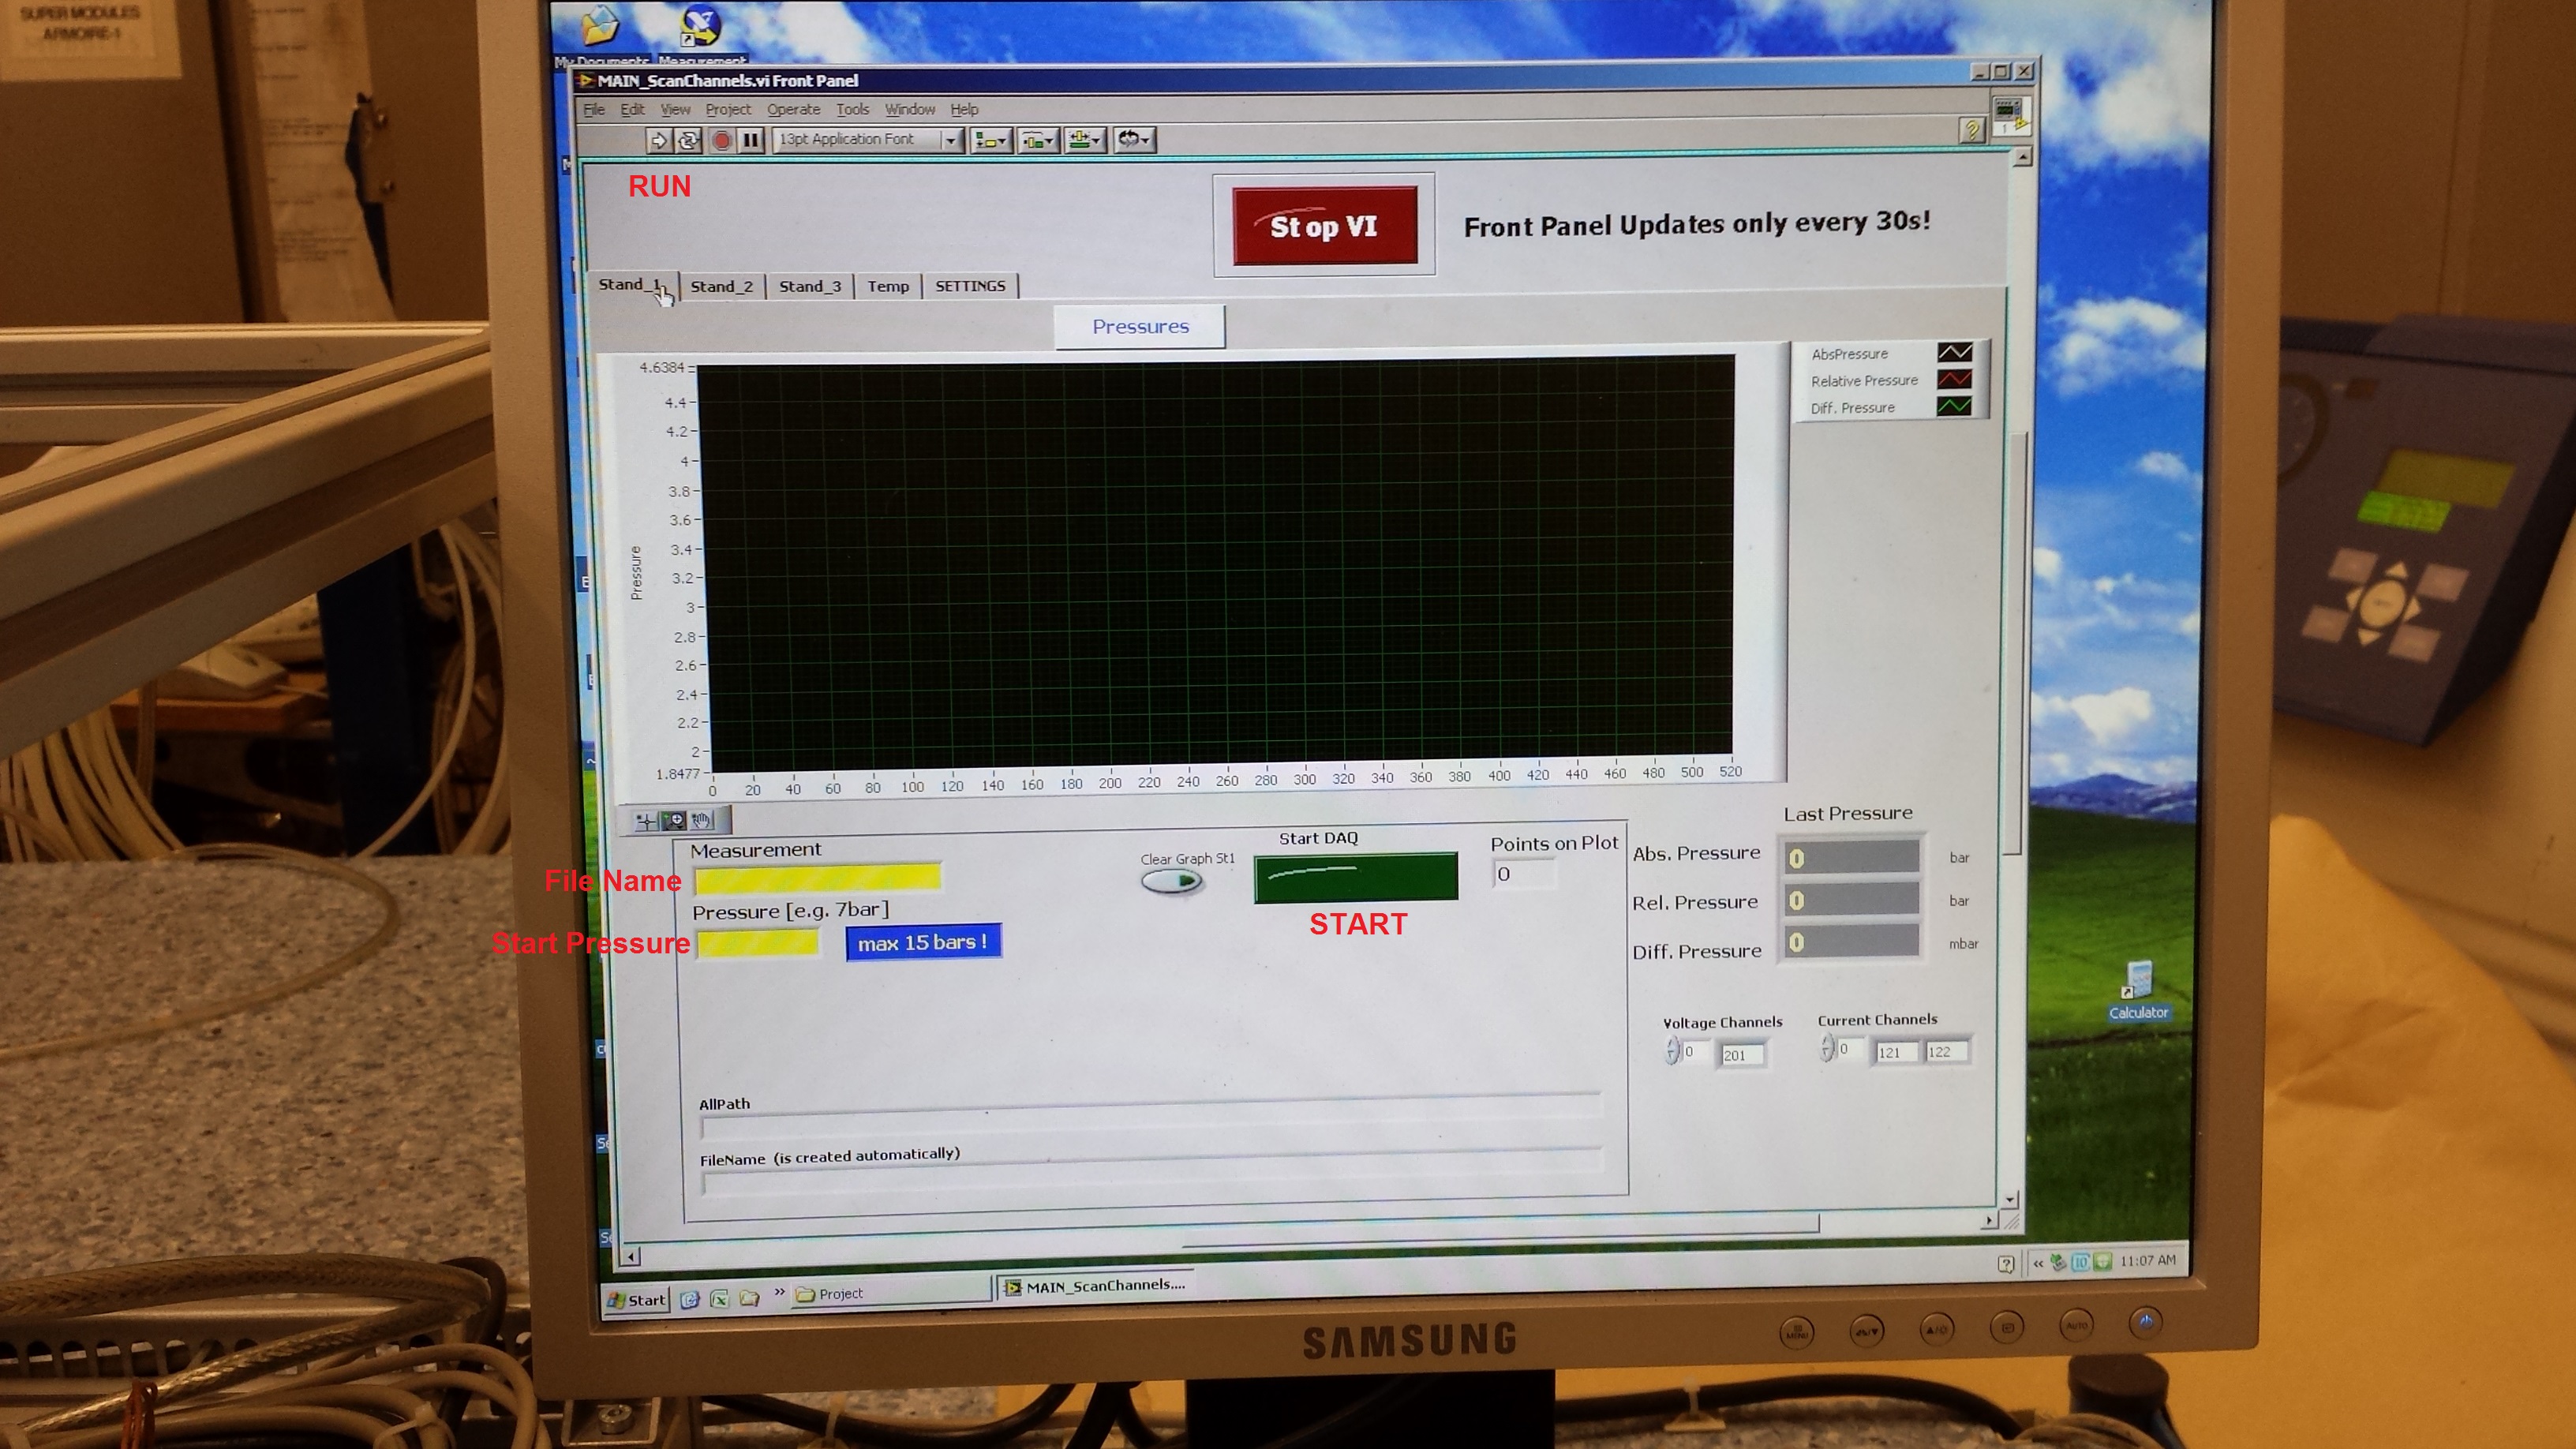 SUPER MODULES
ARMOIRE-1
My Documents
Measurement
MAIN_ScanChannels.vi Front Panel
File Edit View Project Operate Tools Window Help
13pt Application Font
?
1
RUN
Stop VI
Front Panel Updates only every 30s!
Stand_1 Stand_2 Stand_3 Temp SETTINGS
Pressures
AbsPressure
Relative Pressure
Diff. Pressure
Pressure
4.6384
4.4
4.2
4
3.8
3.6
3.4
3.2
3
2.8
2.6
2.4
2.2
2
1.8477
0 20 40 60 80 100 120 140 160 180 200 220 240 260 280 300 320 340 360 380 400 420 440 460 480 500 520
Measurement
File Name
Pressure [e.g. 7bar]
Start Pressure
max 15 bars !
Clear Graph St1
Start DAQ
START
Points on Plot
0
Last Pressure
Abs. Pressure 0 bar
Rel. Pressure 0 bar
Diff. Pressure 0 mbar
Voltage Channels
0 201
Current Channels
0 121 122
AllPath
FileName (is created automatically)
Calculator
Start
Project
MAIN_ScanChannels....
11:07 AM
SAMSUNG
MENU
AUTO